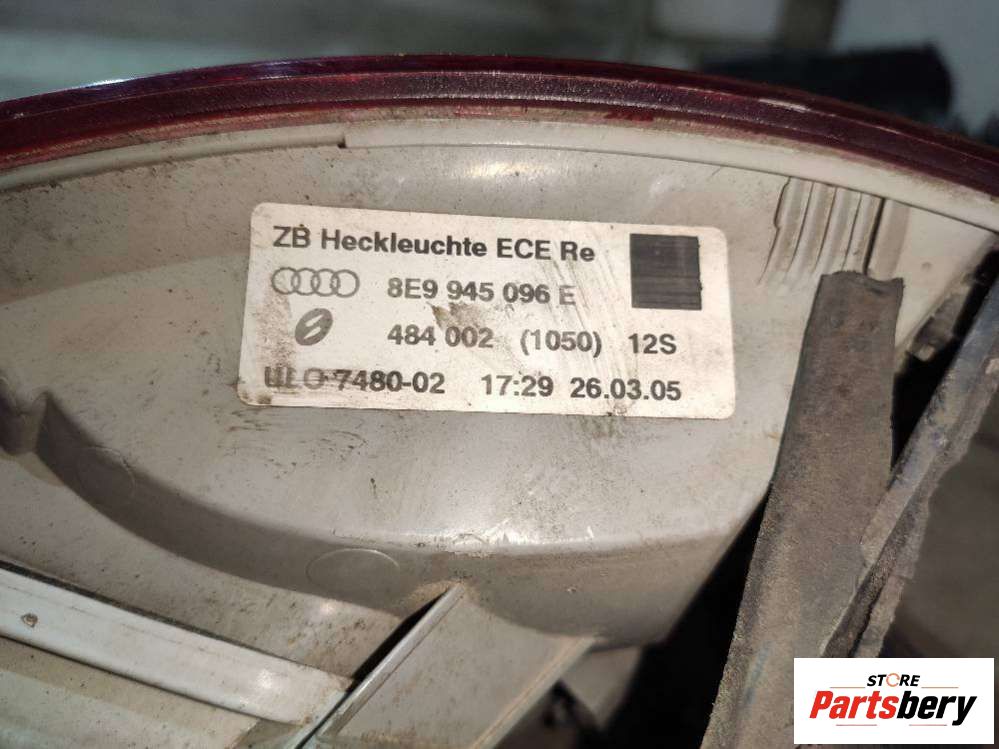 ZB Heckleuchte ECE Re
8E9 945 096 E
484 002 (1050) 12S
ULO 7480-02 17:29 26.03.05
STORE
Partsbery